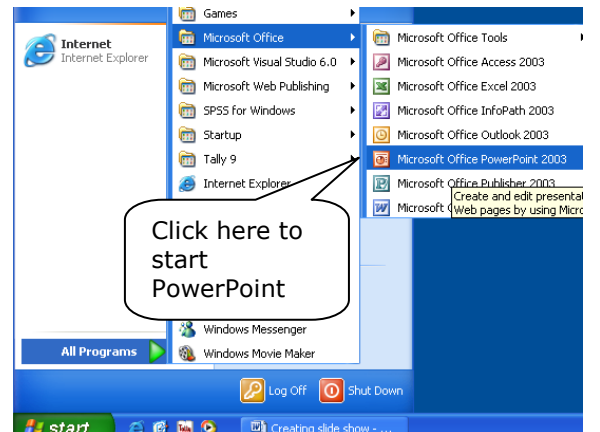 Games
Internet
Internet Explorer
Microsoft Office
Microsoft Visual Studio 6.0
Microsoft Web Publishing
SPSS for Windows
Startup
Tally 9
Internet Explorer
Windows Messenger
Windows Movie Maker
Microsoft Office Tools
Microsoft Office Access 2003
Microsoft Office Excel 2003
Microsoft Office InfoPath 2003
Microsoft Office Outlook 2003
Microsoft Office PowerPoint 2003
Microsoft Office Publisher 2003
Microsoft
Create and edit
Web pages by using
Click here to
start
PowerPoint
All Programs
Log Off
Shut Down
start
Creating slide show - ...